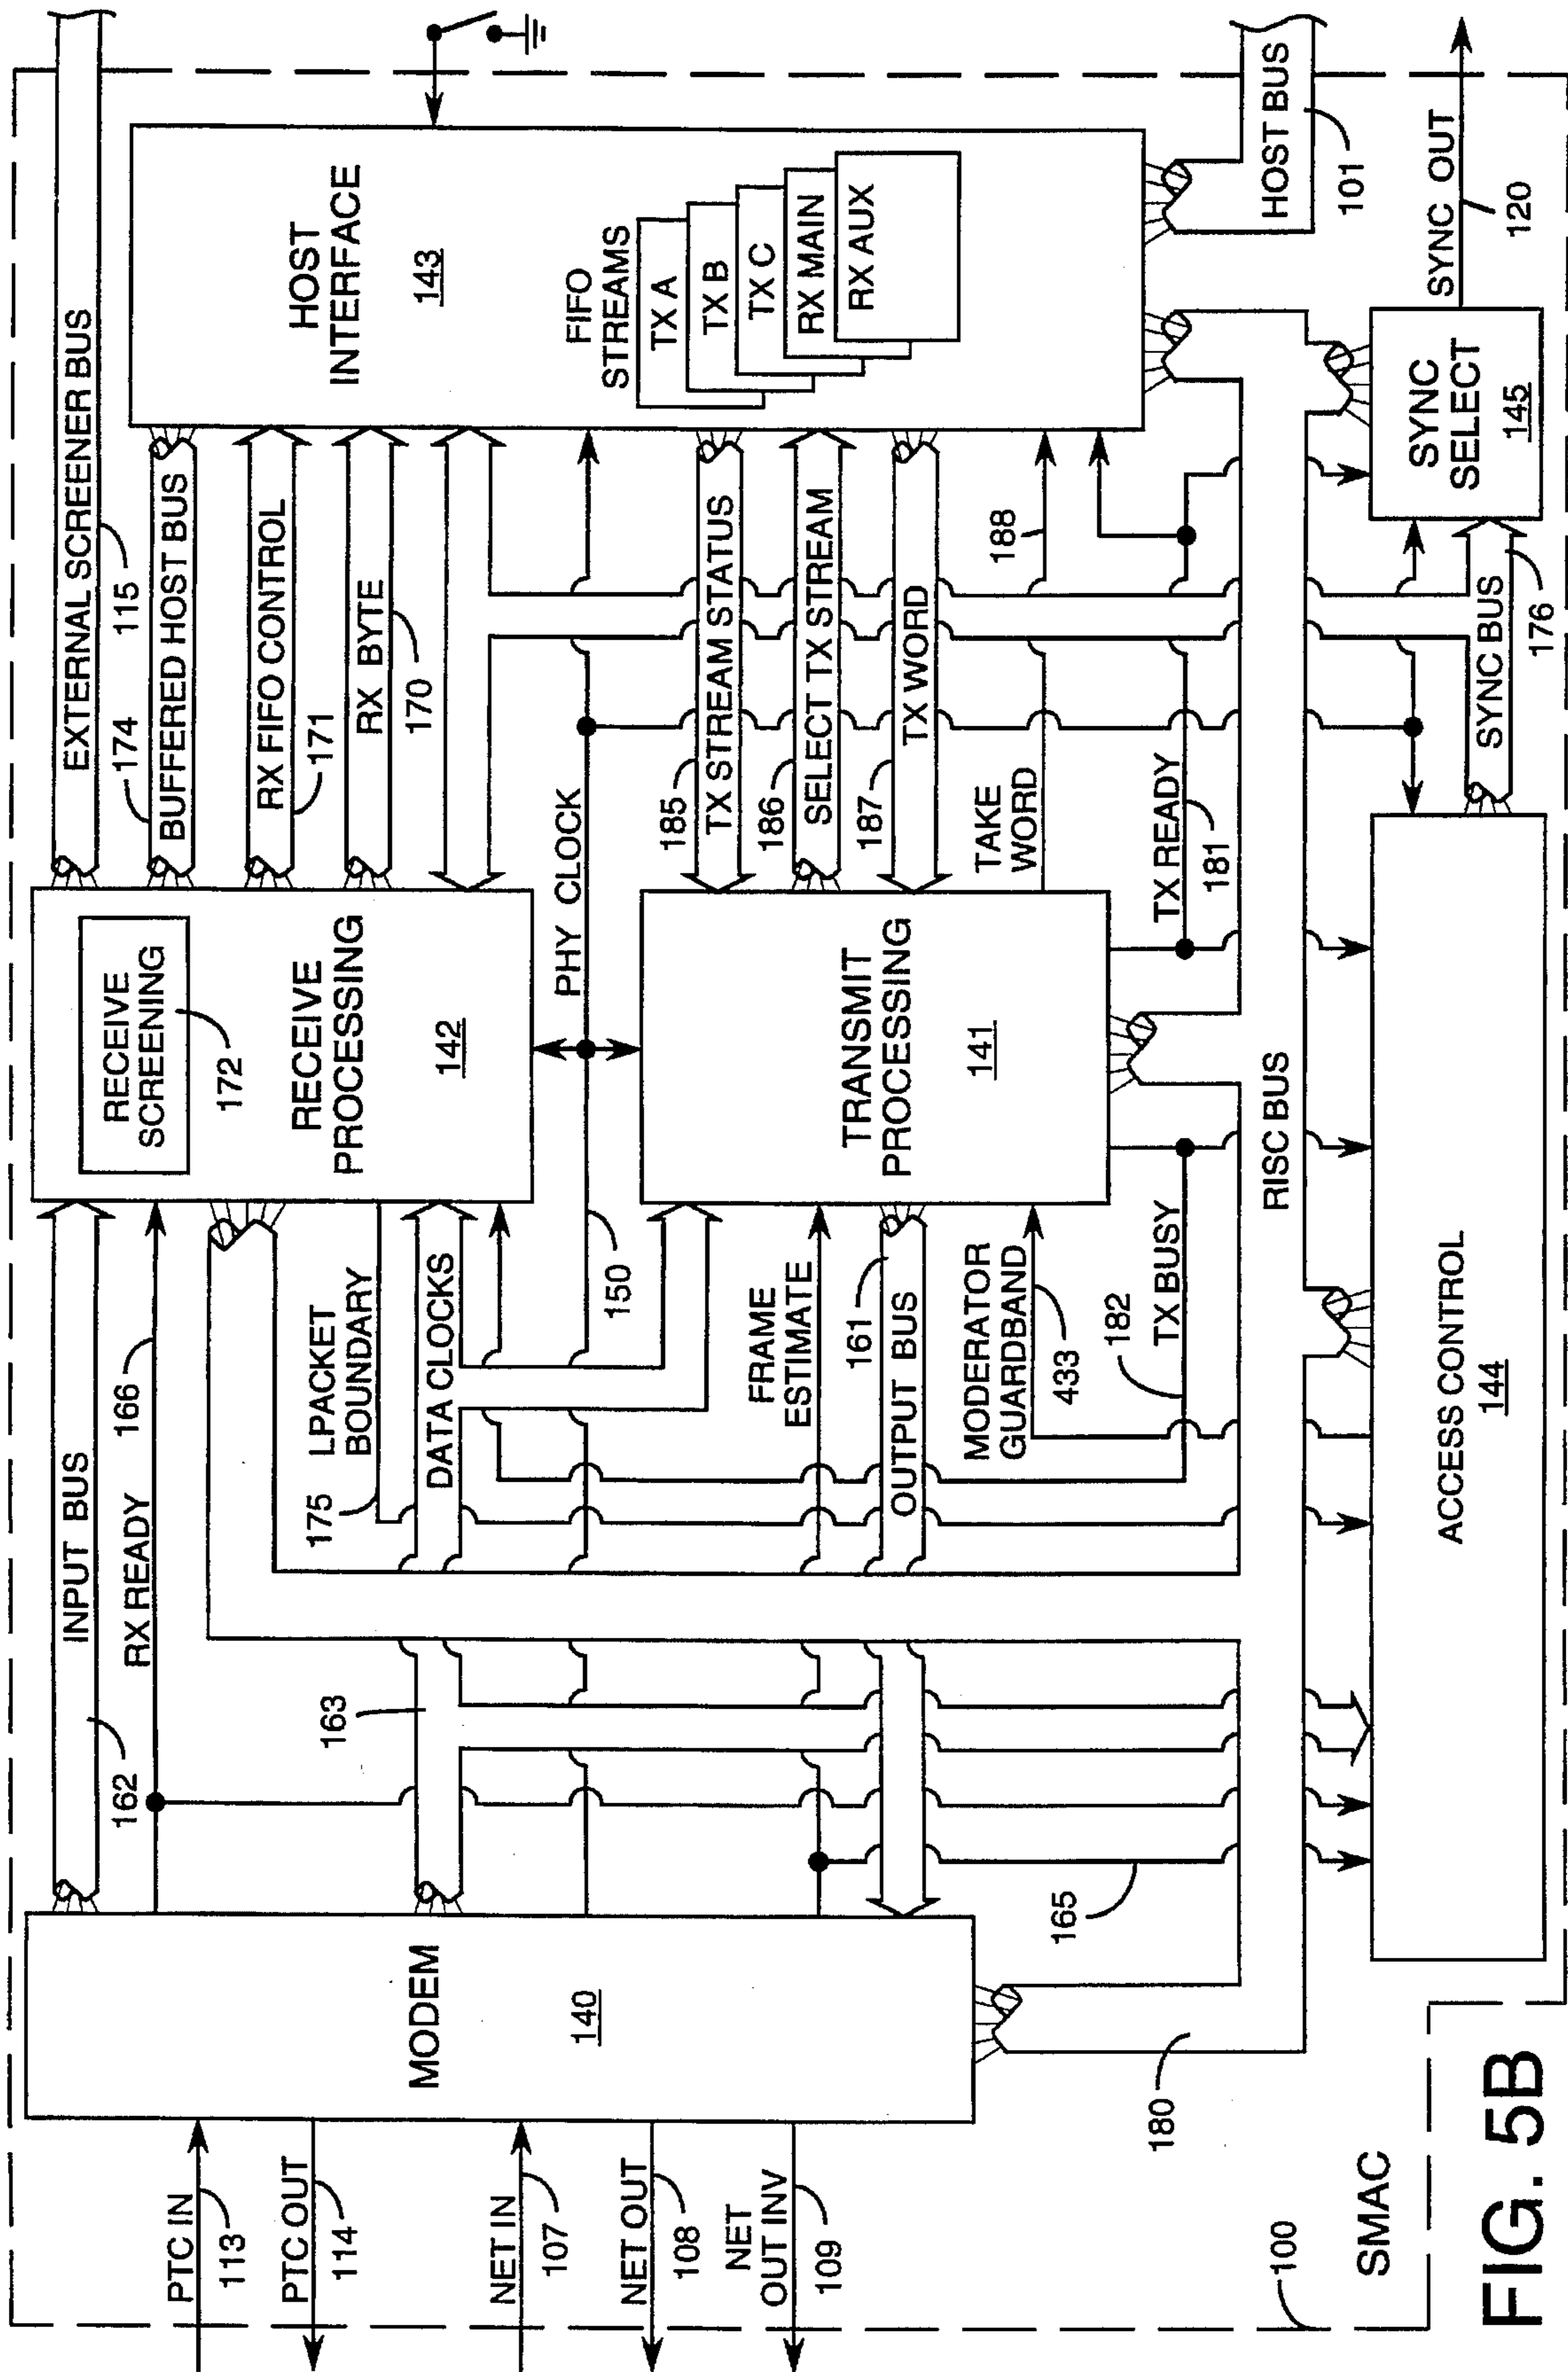 EXTERNAL SCREENER BUS
115
174
BUFFERED HOST BUS
RX FIFO CONTROL
171
RX BYTE
170
HOST
INTERFACE
143
FIFO
STREAMS
TX A
TX B
TX C
RX MAIN
RX AUX
INPUT BUS
162
RX READY
166
RECEIVE
SCREENING
172
RECEIVE
PROCESSING
142
175
LPACKET
BOUNDARY
DATA CLOCKS
163
PHY CLOCK
150
MODEM
140
PTC IN
113
PTC OUT
114
NET IN
107
NET OUT
108
NET
OUT INV
109
FRAME
ESTIMATE
161
OUTPUT BUS
MODERATOR
GUARDBAND
433
182
TX BUSY
165
TRANSMIT
PROCESSING
141
185
TX STREAM STATUS
186
SELECT TX STREAM
187
TX WORD
TAKE
WORD
188
TX READY
181
RISC BUS
180
HOST BUS
101
ACCESS CONTROL
144
SYNC BUS
176
SYNC
SELECT
145
SYNC OUT
120
100
SMAC
FIG. 5B